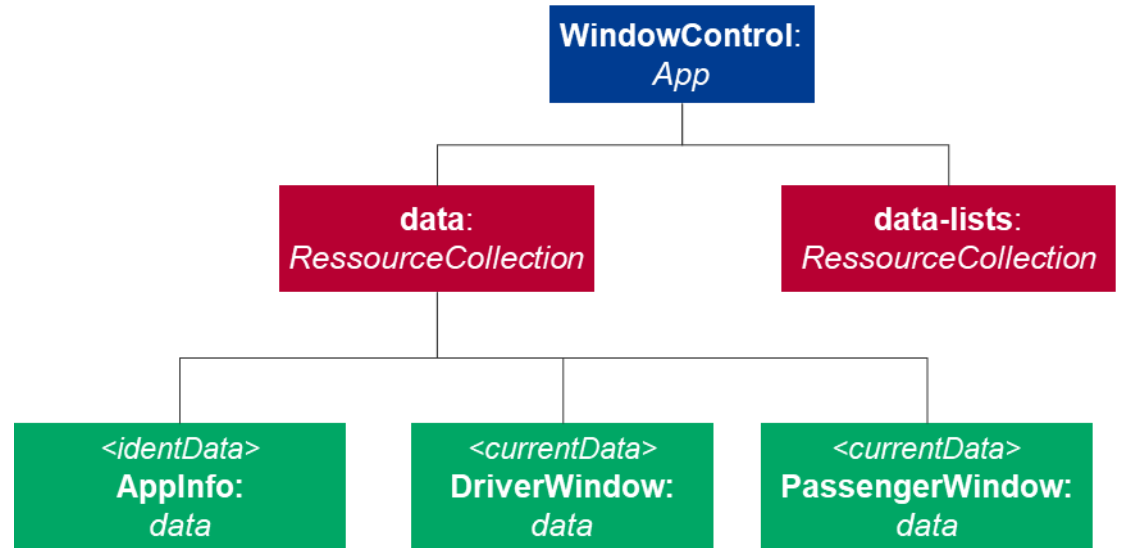 WindowControl:
App
data:
RessourceCollection
data-lists:
RessourceCollection
<identData>
AppInfo:
data
<currentData>
DriverWindow:
data
<currentData>
PassengerWindow:
data